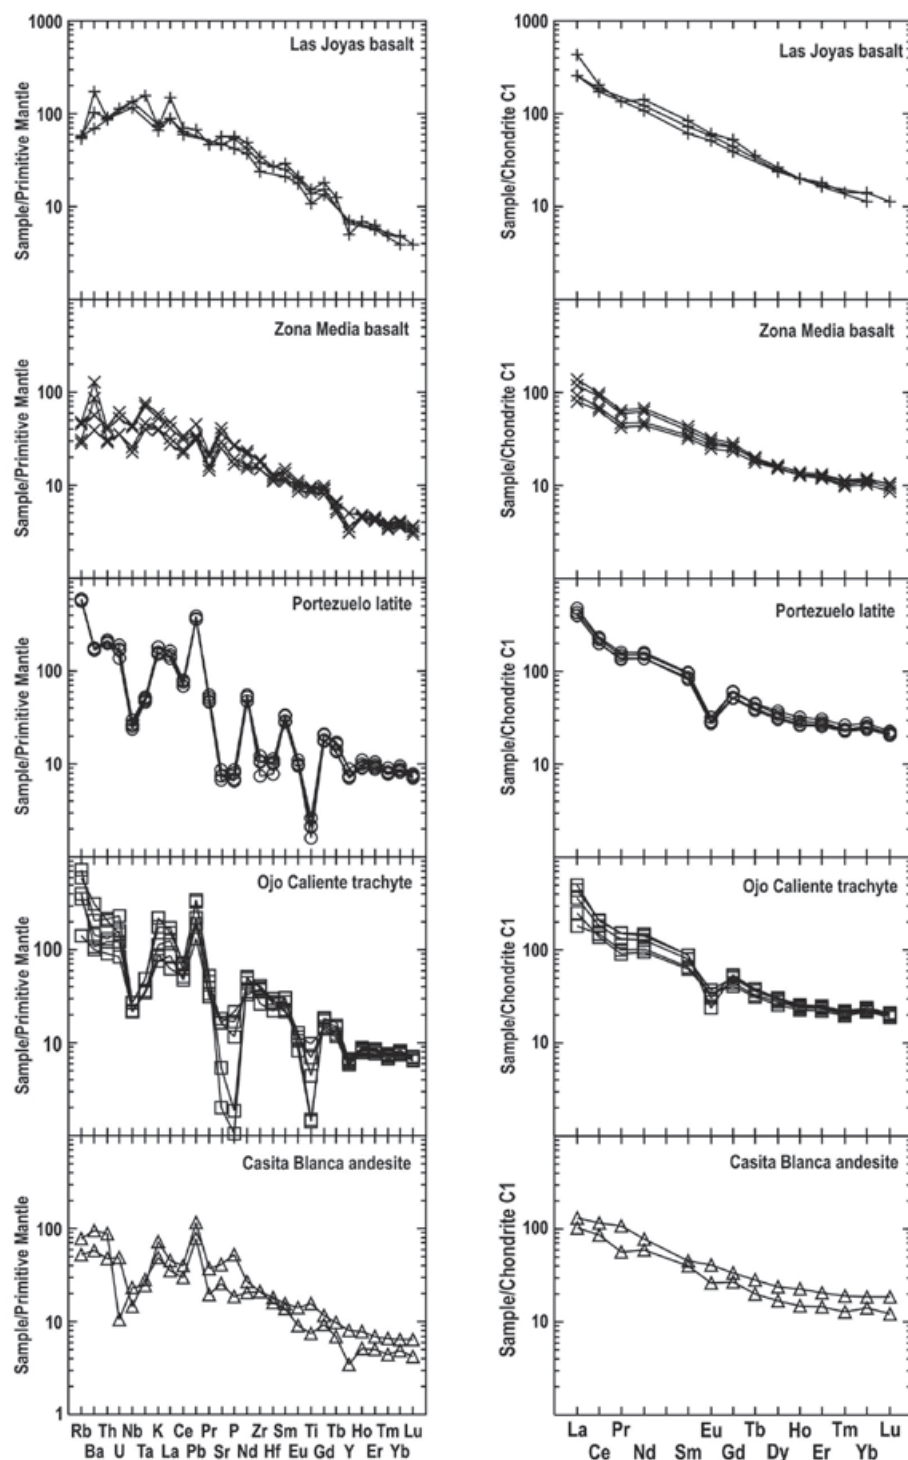 1000
100
10
Sample/Primitive Mantle
Las Joyas basalt
1000
100
10
Sample/Chondrite C1
Las Joyas basalt
100
10
Sample/Primitive Mantle
Zona Media basalt
100
10
Sample/Chondrite C1
Zona Media basalt
100
10
Sample/Primitive Mantle
Portezuelo latite
100
10
Sample/Chondrite C1
Portezuelo latite
100
10
Sample/Primitive Mantle
Ojo Caliente trachyte
100
10
Sample/Chondrite C1
Ojo Caliente trachyte
100
10
1
Sample/Primitive Mantle
Casita Blanca andesite
100
10
1
Sample/Chondrite C1
Casita Blanca andesite
Rb Th Nb K Ce Pr P Zr Sm Ti Tb Ho Tm Lu
Ba U Ta La Pb Sr Nd Hf Eu Gd Y Er Yb
La Pr Eu Tb Ho Tm Lu
Ce Nd Sm Gd Dy Er Yb